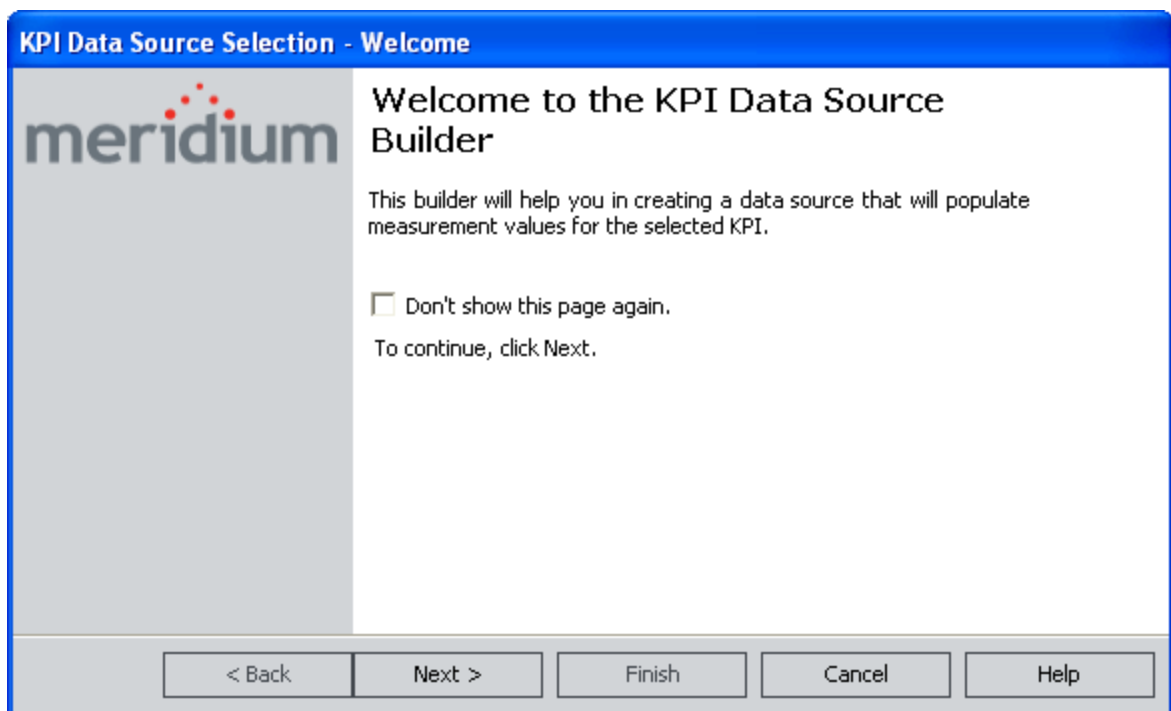 KPI Data Source Selection - Welcome
meridium
Welcome to the KPI Data Source
Builder
This builder will help you in creating a data source that will populate
measurement values for the selected KPI.
Don't show this page again.
To continue, click Next.
< Back
Next >
Finish
Cancel
Help